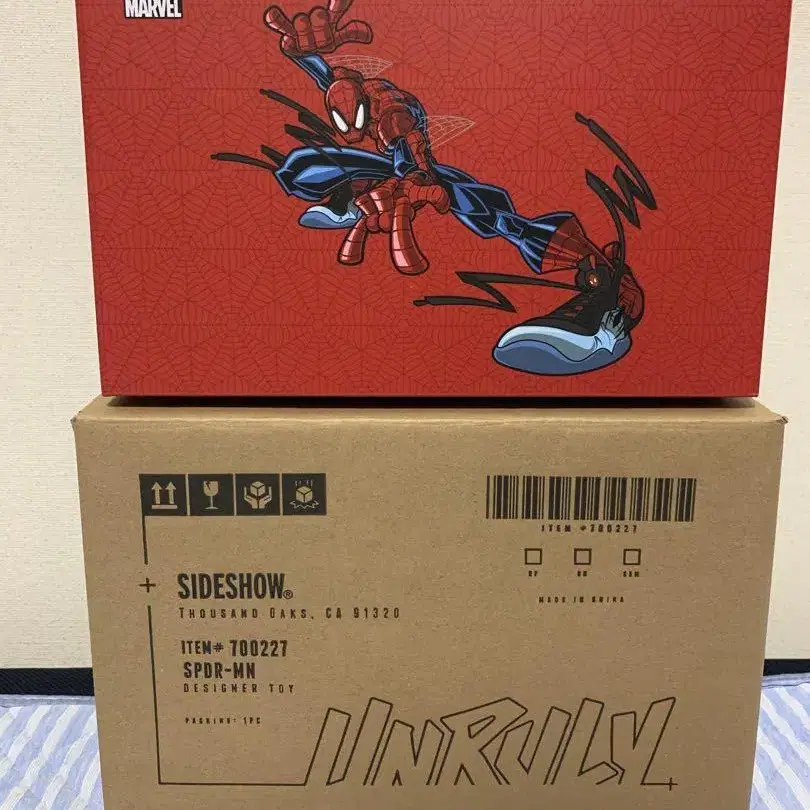 MARVEL
ITEM #700227
SIDESHOW®
THOUSAND OAKS, CA 91320
MADE IN CHINA
ITEM# 700227
SPDR-MN
DESIGNER TOY
PACKING: 1PC
UNRULY